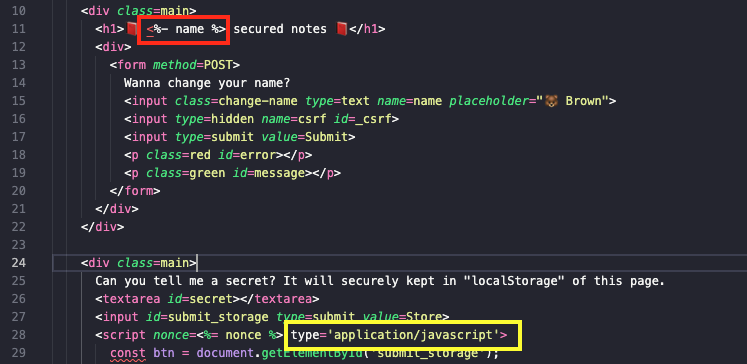 10 <div class=main>
11 <h1>📕 <%- name %> secured notes 📕</h1>
12 <div>
13 <form method=POST>
14 Wanna change your name?
15 <input class=change-name type=text name=name placeholder="🐻 Brown">
16 <input type=hidden name=csrf id=_csrf>
17 <input type=submit value=Submit>
18 <p class=red id=error></p>
19 <p class=green id=message></p>
20 </form>
21 </div>
22 </div>
23
24 <div class=main>
25 Can you tell me a secret? It will securely kept in "localStorage" of this page.
26 <textarea id=secret></textarea>
27 <input id=submit_storage type=submit value=Store>
28 <script nonce=<%= nonce %> type='application/javascript'>
29 const btn = document.getElementById("submit_storage");